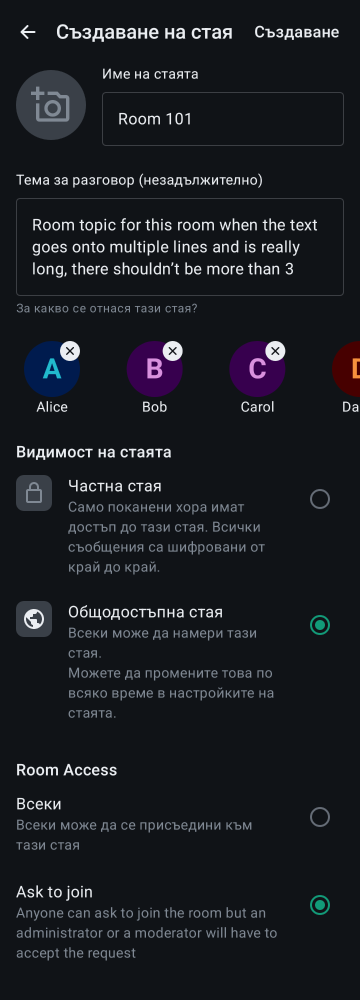 Създаване на стая
Създаване
Име на стаята
Room 101
Тема за разговор (незадължително)
Room topic for this room when the text
goes onto multiple lines and is really
long, there shouldn't be more than 3
За какво се отнася тази стая?
A
B
C
Alice
Bob
Carol
Da
Видимост на стаята
Частна стая
Само поканени хора имат
достъп до тази стая. Всички
съобщения са шифровани от
край до край.
Общодостъпна стая
Всеки може да намери тази
стая.
Можете да промените това по
всяко време в настройките на
стаята.
Room Access
Всеки
Всеки може да се присъедини към
тази стая
Ask to join
Anyone can ask to join the room but an
administrator or a moderator will have to
accept the request